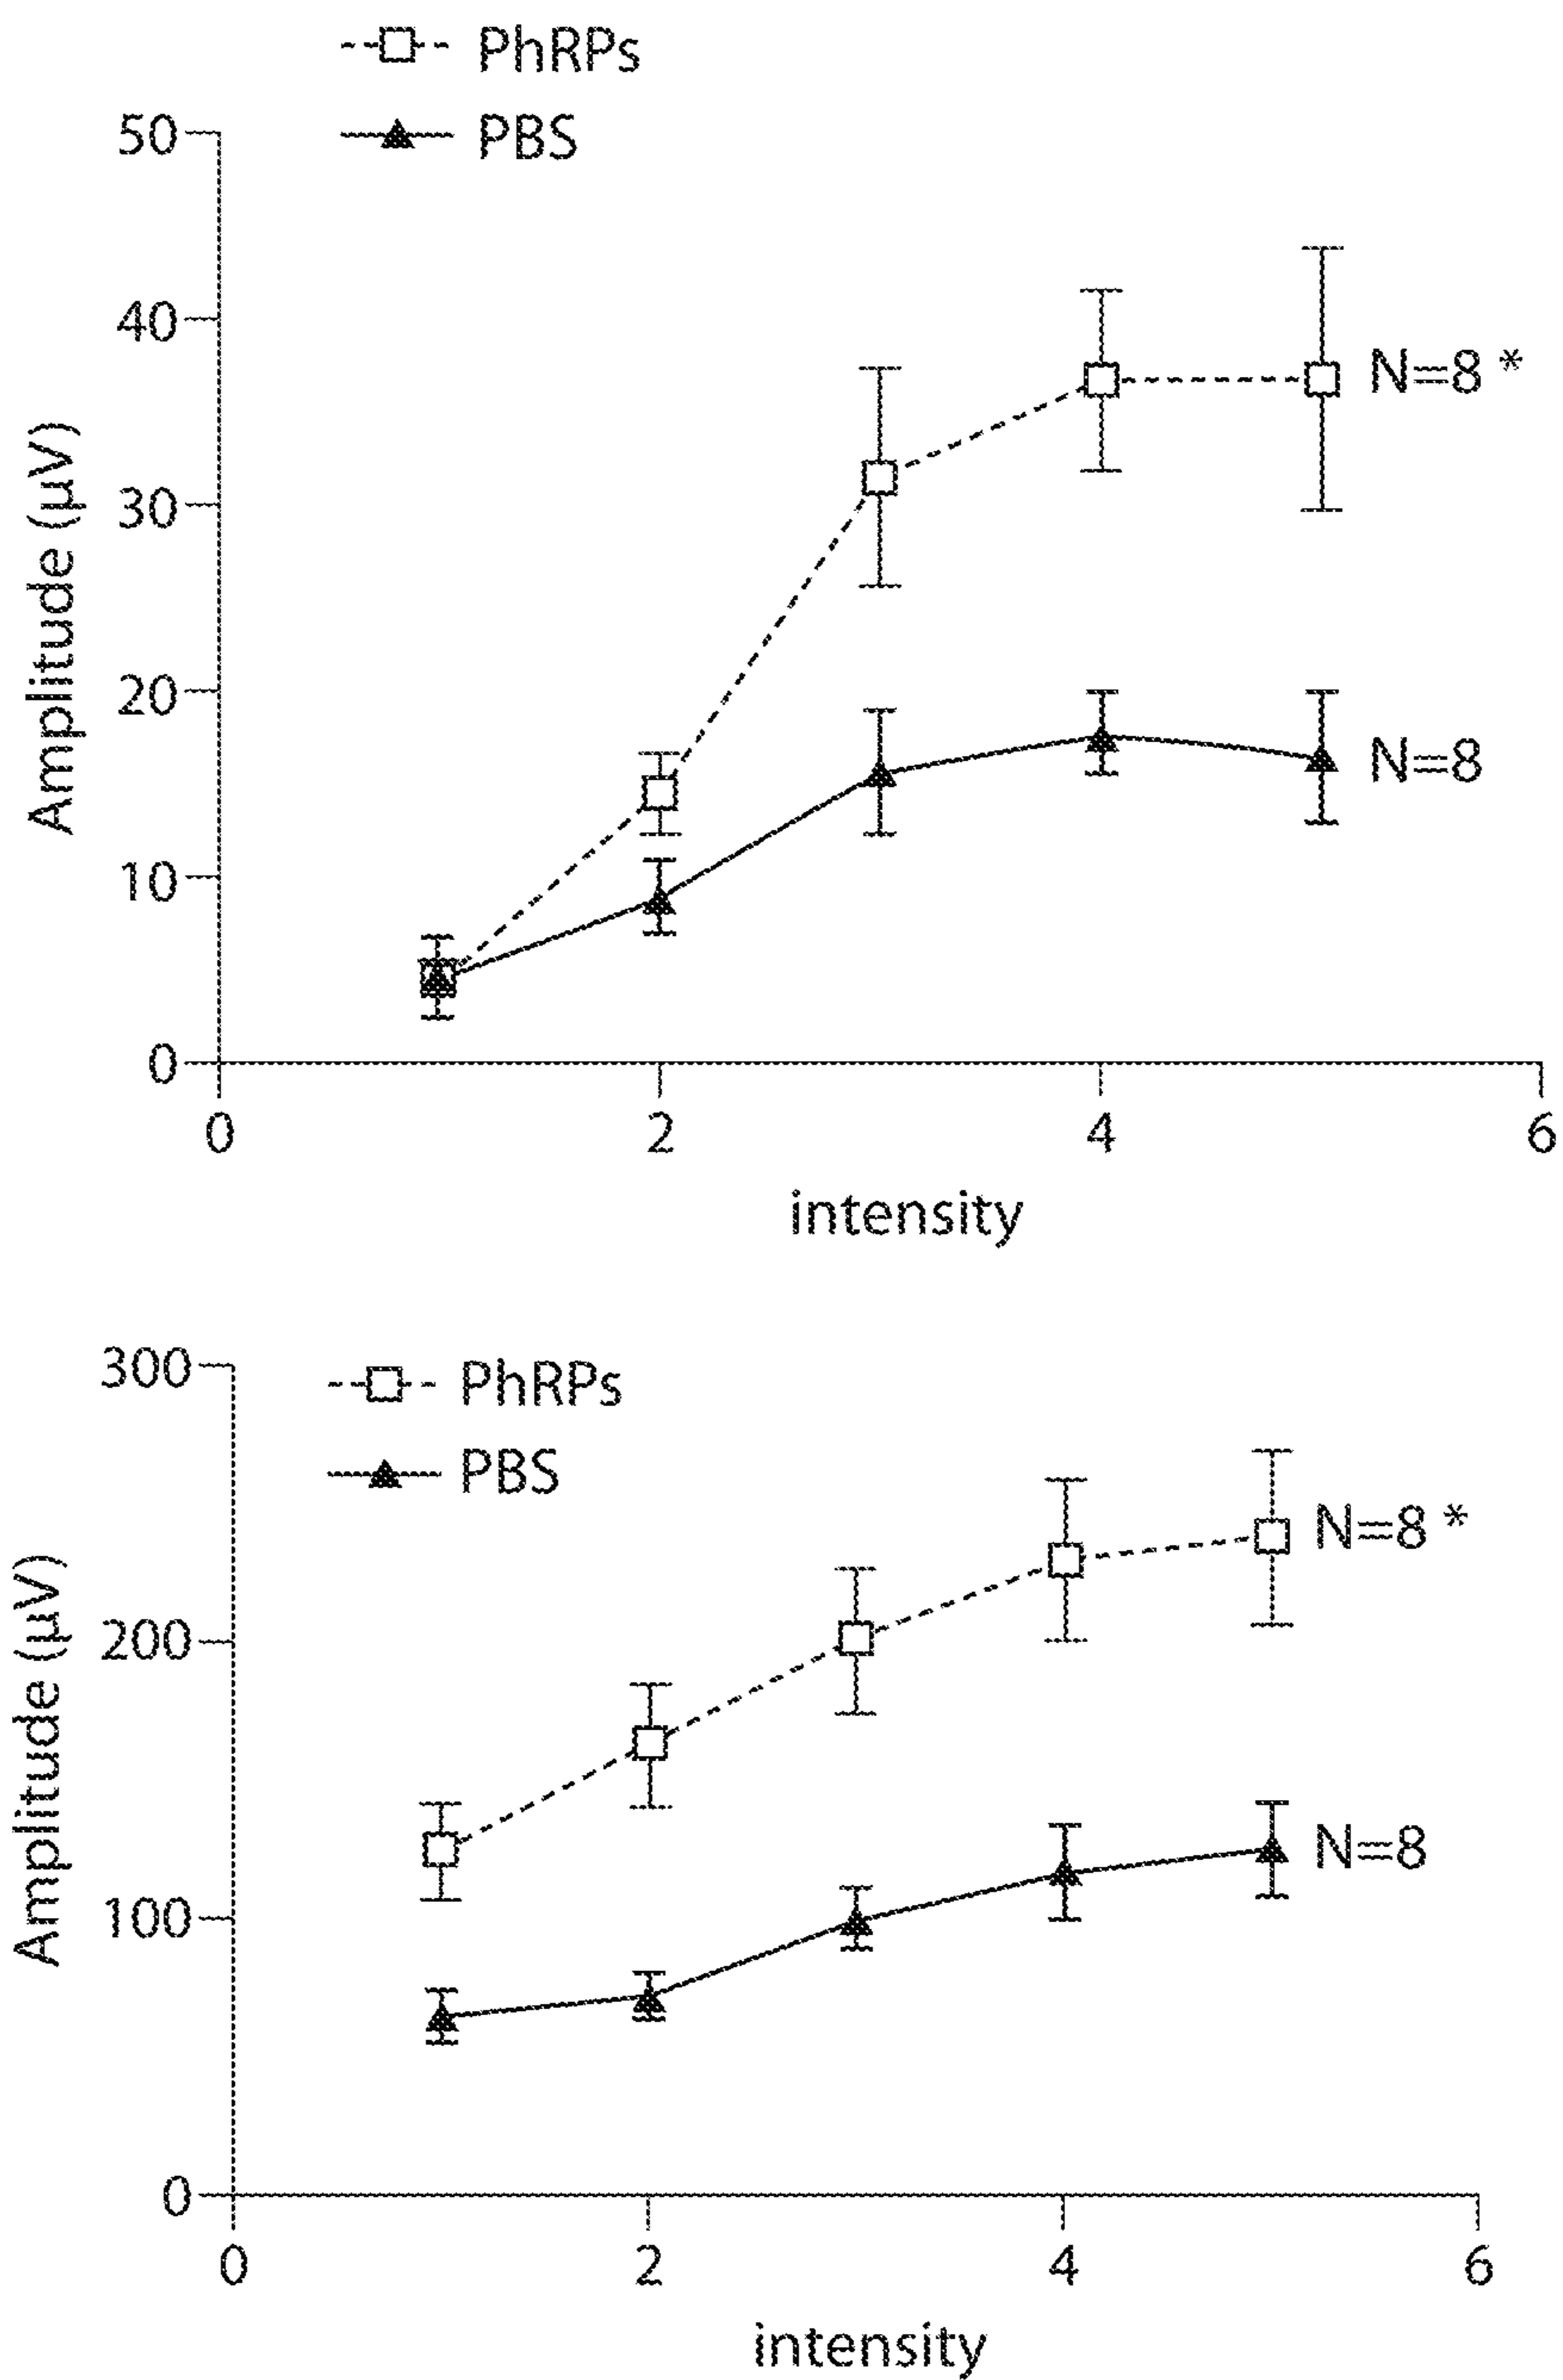 PhRPs
PBS
50
40
30
20
10
0
Amplitude (µV)
N=8 *
N=8
0 2 4 6
intensity
300
200
100
0
PhRPs
PBS
Amplitude (µV)
N=8 *
N=8
0 2 4 6
intensity